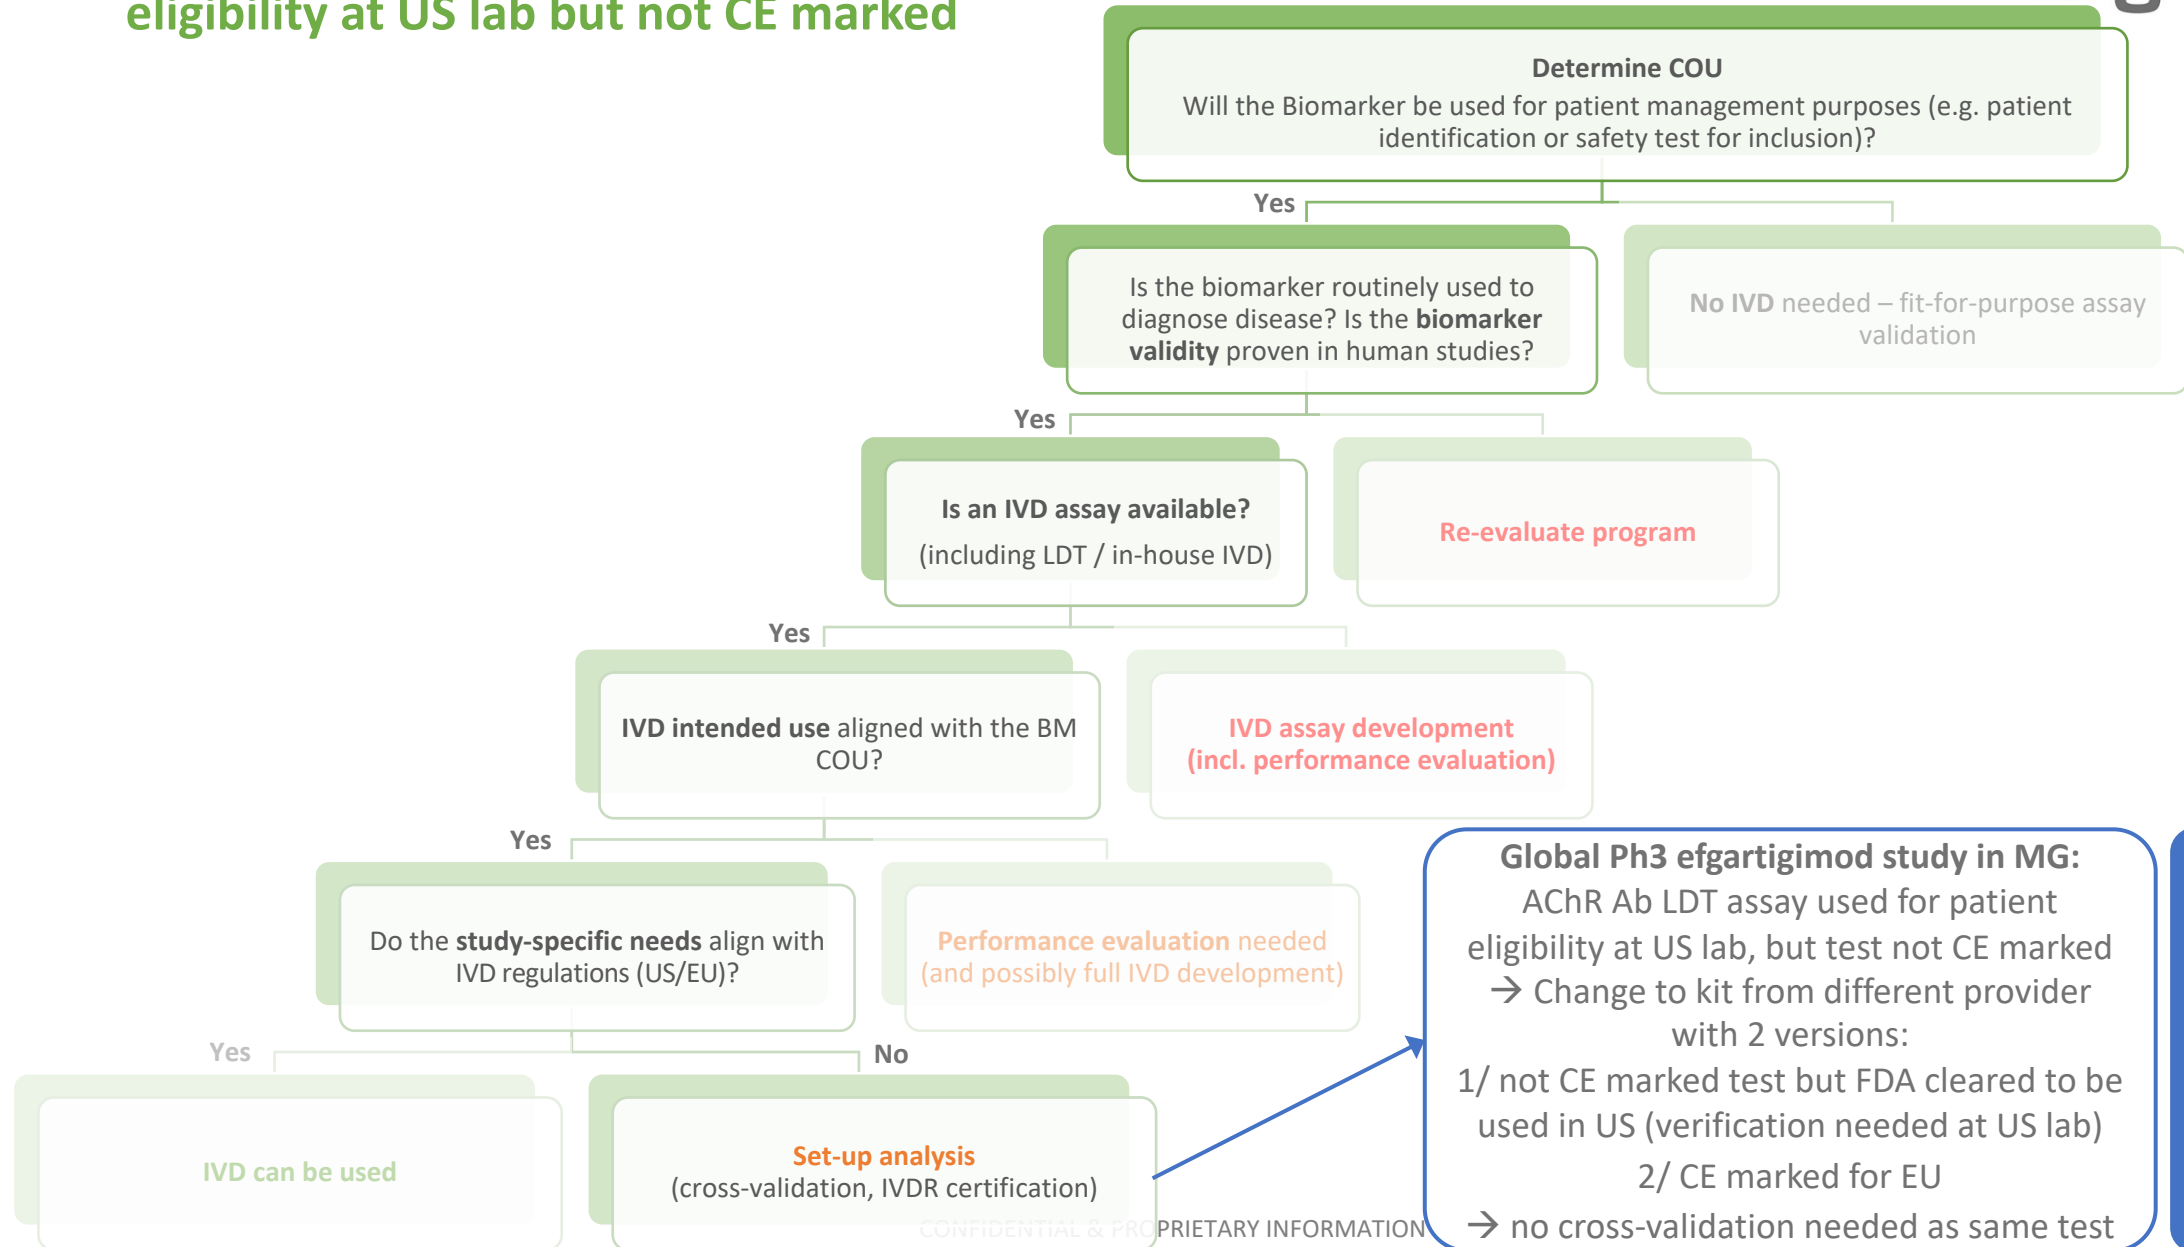 eligibility at US lab but not CE marked
Determine COU
Will the Biomarker be used for patient management purposes (e.g. patient
identification or safety test for inclusion)?
Yes
Is the biomarker routinely used to
diagnose disease? Is the biomarker
validity proven in human studies?
No IVD needed – fit-for-purpose assay
validation
Yes
Is an IVD assay available?
(including LDT / in-house IVD)
Re-evaluate program
Yes
IVD intended use aligned with the BM
COU?
IVD assay development
(incl. performance evaluation)
Yes
Do the study-specific needs align with
IVD regulations (US/EU)?
Performance evaluation needed
(and possibly full IVD development)
Yes
No
IVD can be used
Set-up analysis
(cross-validation, IVDR certification)
Global Ph3 efgartigimod study in MG:
AChR Ab LDT assay used for patient
eligibility at US lab, but test not CE marked
→ Change to kit from different provider
with 2 versions:
1/ not CE marked test but FDA cleared to be
used in US (verification needed at US lab)
2/ CE marked for EU
→ no cross-validation needed as same test
CONFIDENTIAL & PROPRIETARY INFORMATION